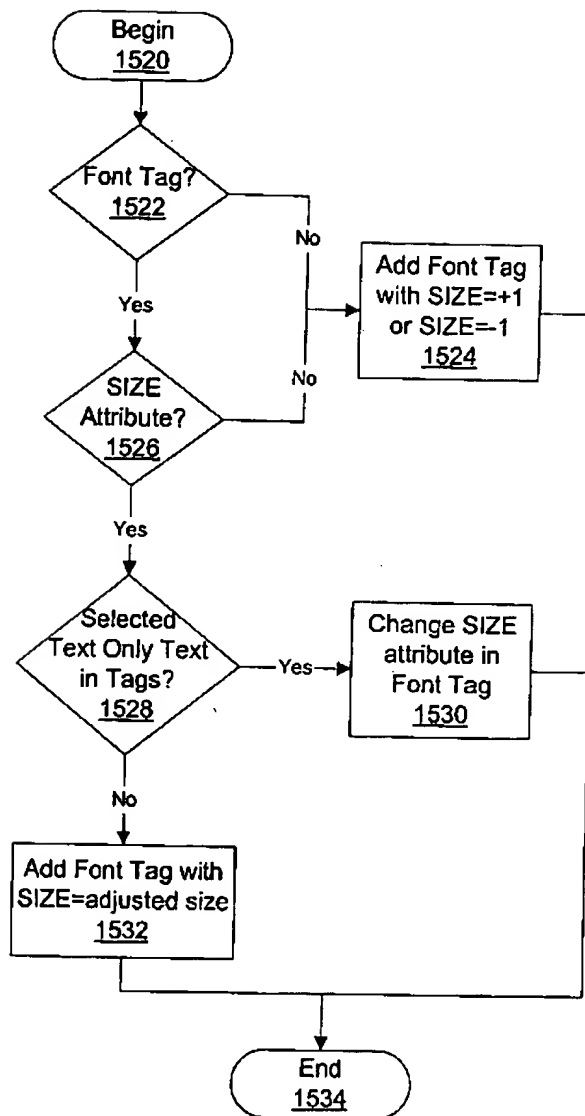 Begin
1520
Font Tag?
1522
No
Add Font Tag
with SIZE=+1
or SIZE=-1
1524
Yes
No
SIZE
Attribute?
1526
Yes
Selected
Text Only Text
in Tags?
1528
Yes
Change SIZE
attribute in
Font Tag
1530
No
Add Font Tag with
SIZE=adjusted size
1532
End
1534